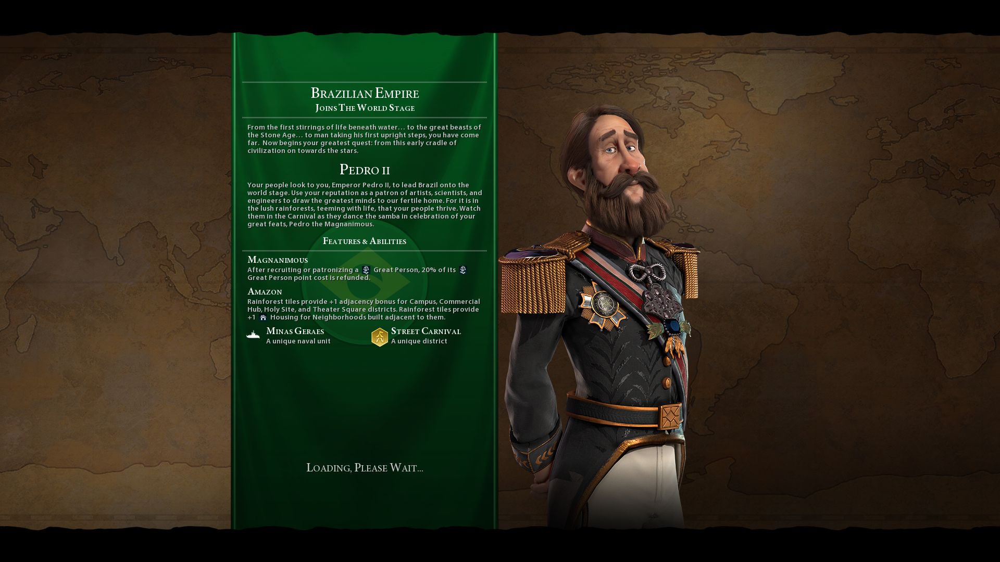 Brazilian Empire
Joins The World Stage
From the first stirrings of life beneath water… to the great beasts of
the Stone Age… to man taking his first upright steps, you have come
far.  Now begins your greatest quest: from this early cradle of
civilization on towards the stars.
Pedro II
Your people look to you, Emperor Pedro II, to lead Brazil onto the
world stage. Use your reputation as a patron of artists, scientists, and
engineers to draw the greatest minds to our fertile home. For it is in
the lush rainforests, teeming with life, that your people thrive. Watch
them in the Carnival as they dance the samba in celebration of your
great feats, Pedro the Magnanimous.
Features & Abilities
Magnanimous
After recruiting or patronizing a Great Person, 20% of its
Great Person point cost is refunded.
Amazon
Rainforest tiles provide +1 adjacency bonus for Campus, Commercial
Hub, Holy Site, and Theater Square districts. Rainforest tiles provide
+1 Housing for Neighborhoods built adjacent to them.
Minas Geraes
A unique naval unit
Street Carnival
A unique district
Loading, Please Wait...